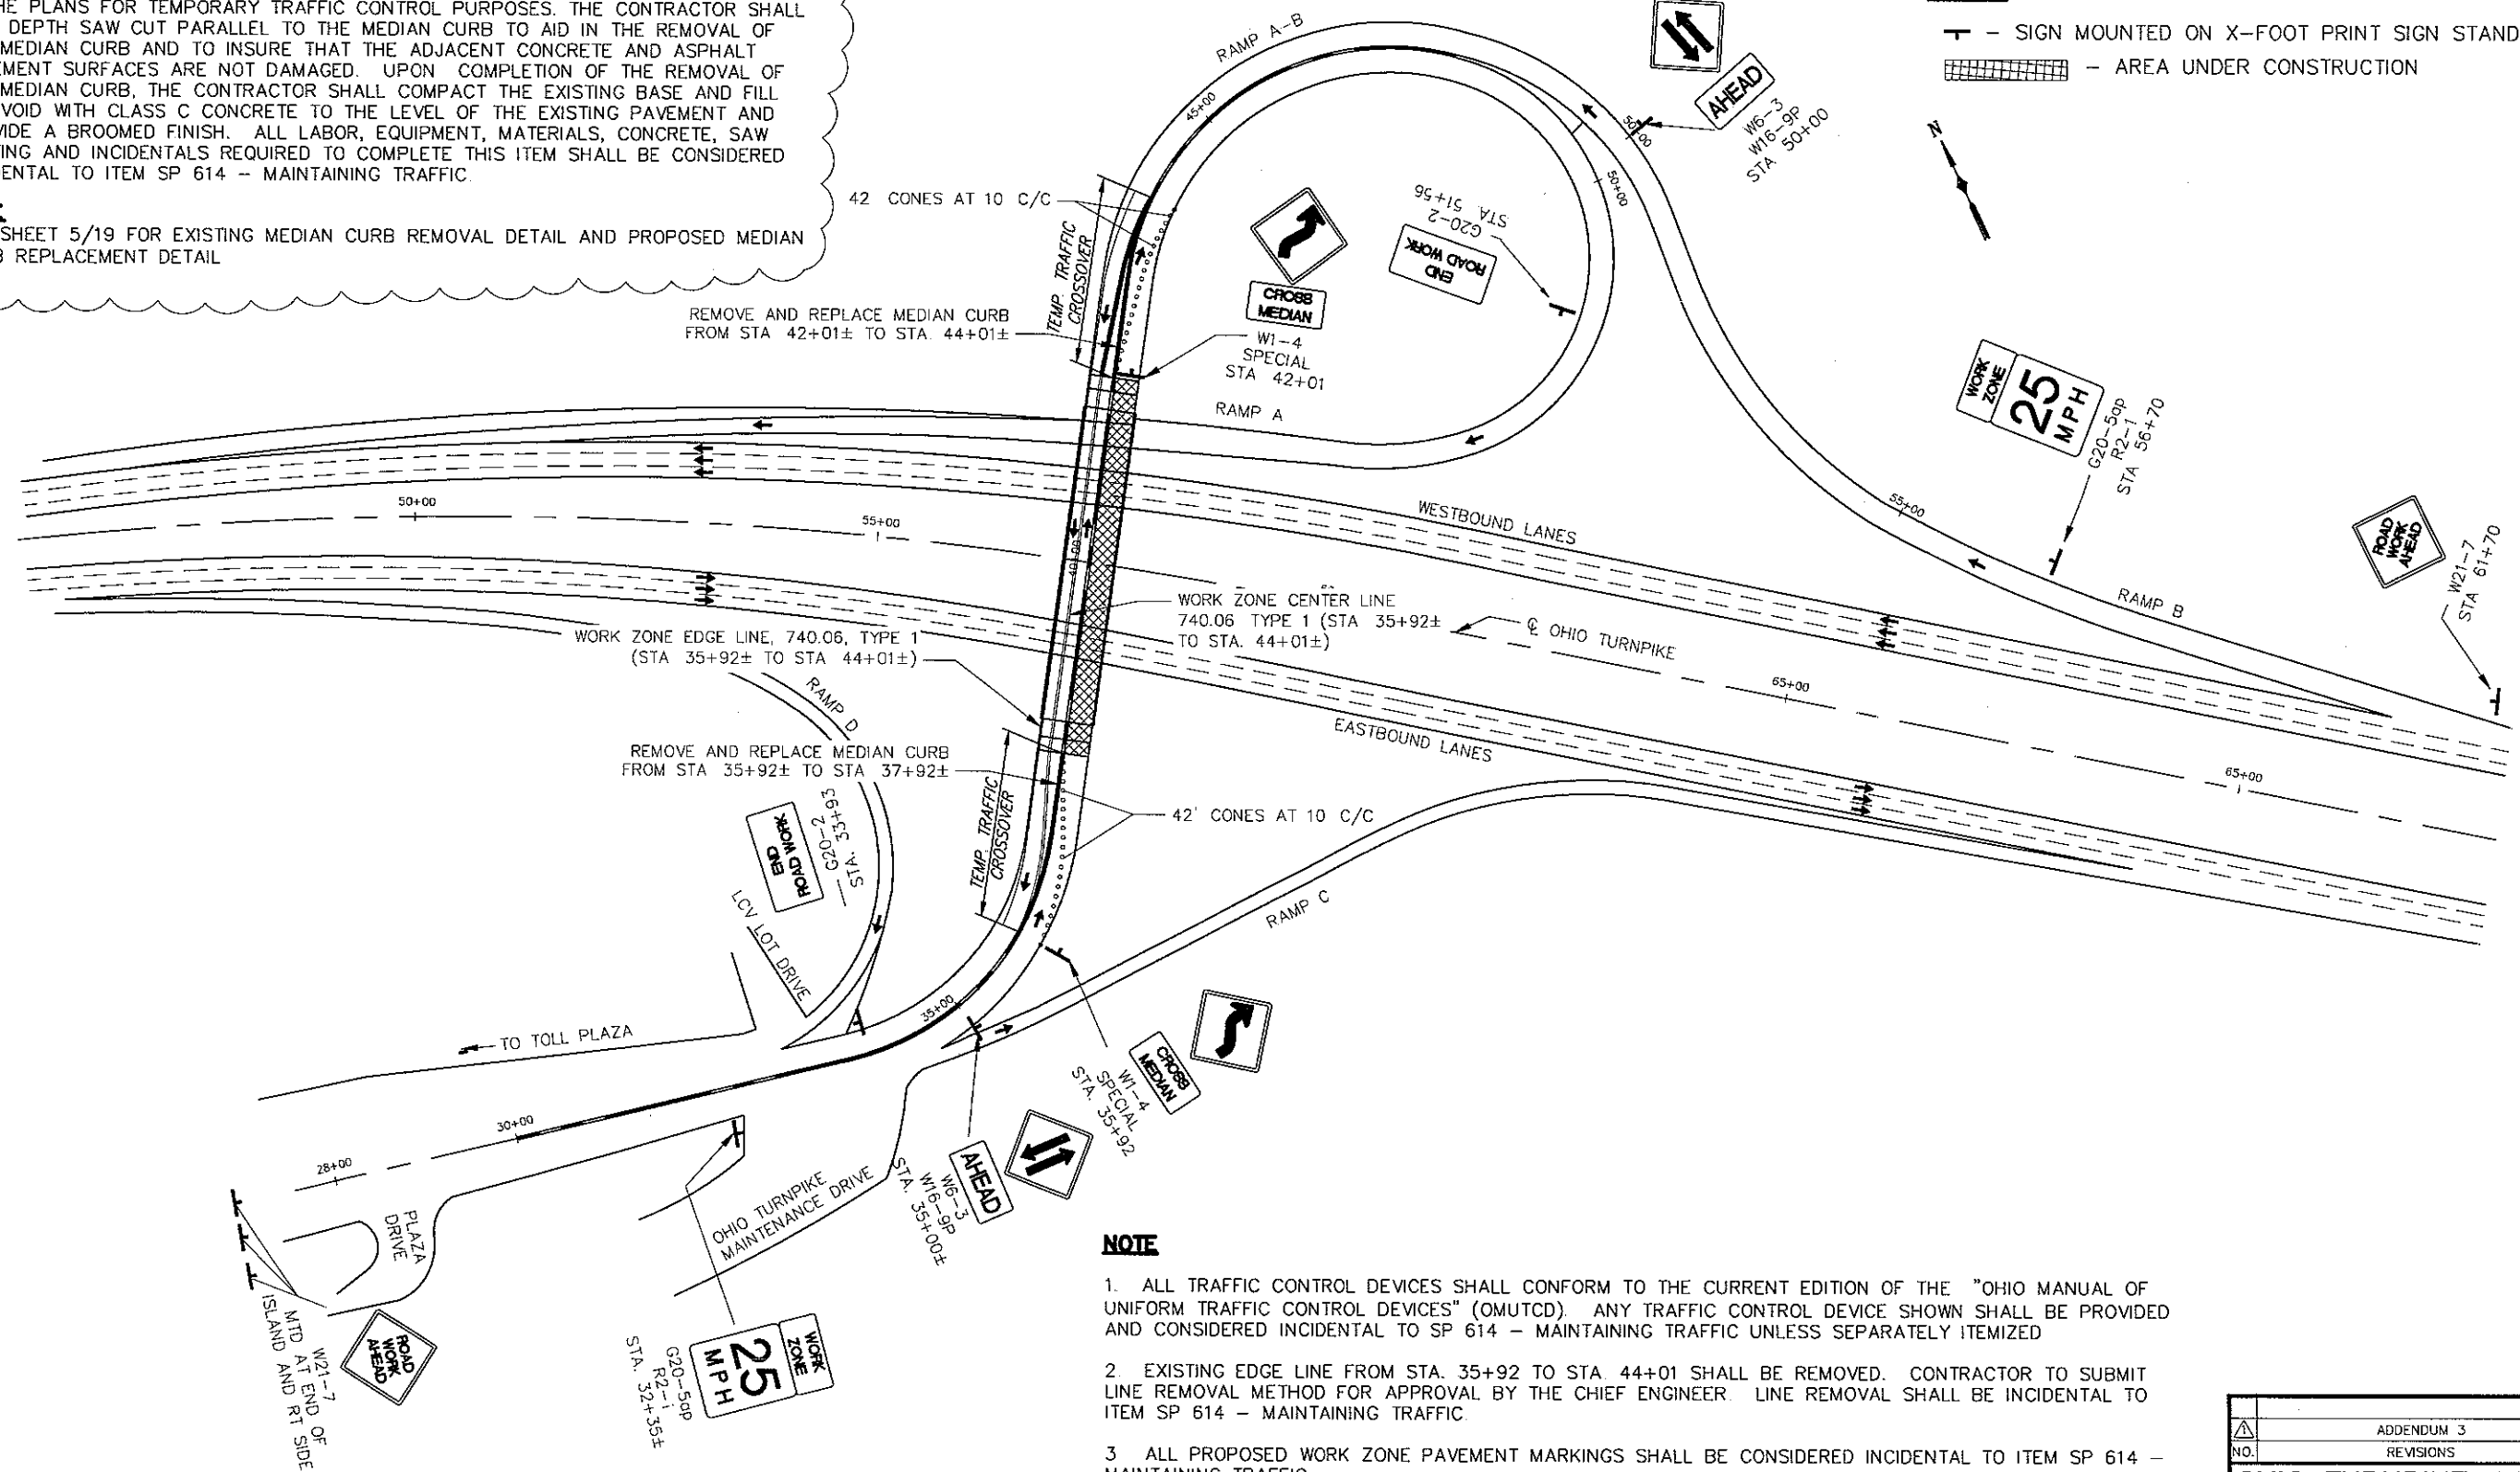 HE PLANS FOR TEMPORARY TRAFFIC CONTROL PURPOSES. THE CONTRACTOR SHALL
DEPTH SAW CUT PARALLEL TO THE MEDIAN CURB TO AID IN THE REMOVAL OF
MEDIAN CURB AND TO INSURE THAT THE ADJACENT CONCRETE AND ASPHALT
EMENT SURFACES ARE NOT DAMAGED. UPON COMPLETION OF THE REMOVAL OF
MEDIAN CURB, THE CONTRACTOR SHALL COMPACT THE EXISTING BASE AND FILL
VOID WITH CLASS C CONCRETE TO THE LEVEL OF THE EXISTING PAVEMENT AND
IDE A BROOMED FINISH. ALL LABOR, EQUIPMENT, MATERIALS, CONCRETE, SAW
ING AND INCIDENTALS REQUIRED TO COMPLETE THIS ITEM SHALL BE CONSIDERED
ENTAL TO ITEM SP 614 - MAINTAINING TRAFFIC.
SHEET 5/19 FOR EXISTING MEDIAN CURB REMOVAL DETAIL AND PROPOSED MEDIAN
B REPLACEMENT DETAIL
- SIGN MOUNTED ON X-FOOT PRINT SIGN STAND
- AREA UNDER CONSTRUCTION
N
RAMP A-B
45+00
50+00
50+00
AHEAD
W6-3
W16-9P
STA 50+00
42 CONES AT 10 C/C
TEMP. TRAFFIC
CROSSOVER
REMOVE AND REPLACE MEDIAN CURB
FROM STA 42+01± TO STA. 44+01±
CROSS
MEDIAN
W1-4
SPECIAL
STA 42+01
END
ROAD WORK
G20-2
STA. 51+56
RAMP A
WORK
ZONE
25
MPH
G20-5ap
R2-1
STA 56+70
55+00
ROAD
WORK
AHEAD
W21-7
STA 61+70
RAMP B
50+00
55+00
40+00
WESTBOUND LANES
WORK ZONE CENTER LINE
740.06 TYPE 1 (STA 35+92±
TO STA. 44+01±)
℄ OHIO TURNPIKE
65+00
65+00
WORK ZONE EDGE LINE, 740.06, TYPE 1
(STA 35+92± TO STA 44+01±)
RAMP D
EASTBOUND LANES
REMOVE AND REPLACE MEDIAN CURB
FROM STA 35+92± TO STA 37+92±
TEMP. TRAFFIC
CROSSOVER
42' CONES AT 10 C/C
END
ROAD WORK
G20-2
STA. 33+93
LCV LOT DRIVE
RAMP C
35+00
TO TOLL PLAZA
CROSS
MEDIAN
W1-4
SPECIAL
STA. 35+92
30+00
28+00
AHEAD
W6-3
W16-9P
STA. 35+00±
OHIO TURNPIKE
MAINTENANCE DRIVE
PLAZA
DRIVE
WORK
ZONE
25
MPH
G20-5ap
R2-1
STA. 32+35±
ROAD
WORK
AHEAD
W21-7
MTD AT END OF
ISLAND AND RT SIDE
NOTE
1. ALL TRAFFIC CONTROL DEVICES SHALL CONFORM TO THE CURRENT EDITION OF THE "OHIO MANUAL OF
UNIFORM TRAFFIC CONTROL DEVICES" (OMUTCD). ANY TRAFFIC CONTROL DEVICE SHOWN SHALL BE PROVIDED
AND CONSIDERED INCIDENTAL TO SP 614 - MAINTAINING TRAFFIC UNLESS SEPARATELY ITEMIZED
2. EXISTING EDGE LINE FROM STA. 35+92 TO STA. 44+01 SHALL BE REMOVED. CONTRACTOR TO SUBMIT
LINE REMOVAL METHOD FOR APPROVAL BY THE CHIEF ENGINEER. LINE REMOVAL SHALL BE INCIDENTAL TO
ITEM SP 614 - MAINTAINING TRAFFIC.
3 ALL PROPOSED WORK ZONE PAVEMENT MARKINGS SHALL BE CONSIDERED INCIDENTAL TO ITEM SP 614 -
1 ADDENDUM 3
NO. REVISIONS